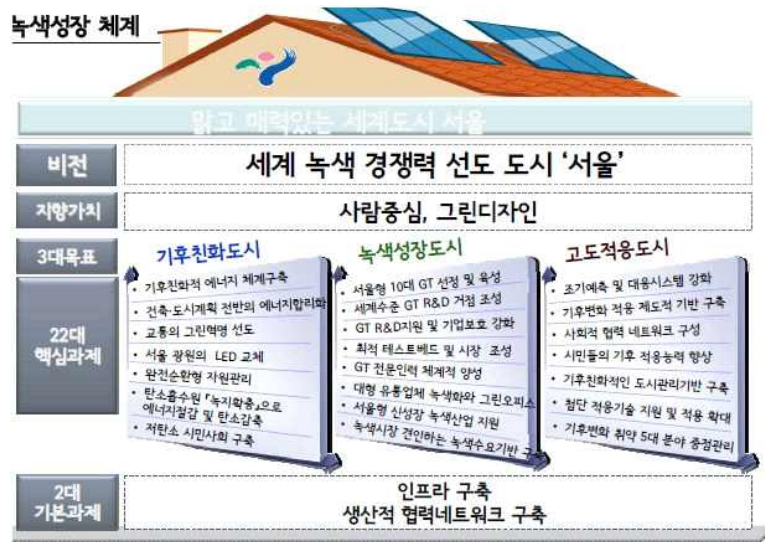 녹색성장 체계
맑고 매력있는 세계도시 서울
비전
세계 녹색 경쟁력 선도 도시 ‘서울’
지향가치
사람중심, 그린디자인
3대목표
기후친화도시
녹색성장도시
고도적응도시
22대
핵심과제
• 기후친화적 에너지 체계구축
• 건축·도시계획 전반의 에너지합리화
• 교통의 그린혁명 선도
• 서울 광원의 LED 교체
• 완전순환형 자원관리
• 탄소흡수원『녹지확충』으로
에너지절감 및 탄소감축
• 저탄소 시민사회 구축
• 서울형 10대 GT 선정 및 육성
• 세계수준 GT R&D 거점 조성
• GT R&D지원 및 기업보호 강화
• 최적 테스트베드 및 시장 조성
• GT 전문인력 체계적 양성
• 대형 유통업체 녹색화와 그린오피스
• 서울형 신성장 녹색산업 지원
• 녹색시장 견인하는 녹색수요기반 구
• 조기예측 및 대응시스템 강화
• 기후변화 적응 제도적 기반 구축
• 사회적 협력 네트워크 구성
• 시민들의 기후 적응능력 향상
• 기후친화적인 도시관리기반 구축
• 첨단 적응기술 지원 및 적용 확대
• 기후변화 취약 5대 분야 중점관리
2대
기본과제
인프라 구축
생산적 협력네트워크 구축